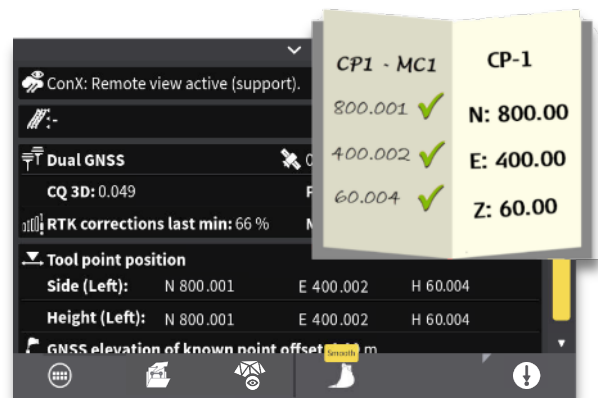 CP1 - MC1
800.001
400.002
60.004
CP-1
N: 800.00
E: 400.00
Z: 60.00
ConX: Remote view active (support).
:-
Dual GNSS
CQ 3D: 0.049
RTK corrections last min: 66 %
Tool point position
Side (Left): N 800.001 E 400.002 H 60.004
Height (Left): N 800.001 E 400.002 H 60.004
GNSS elevation of known point offset m
Smooth